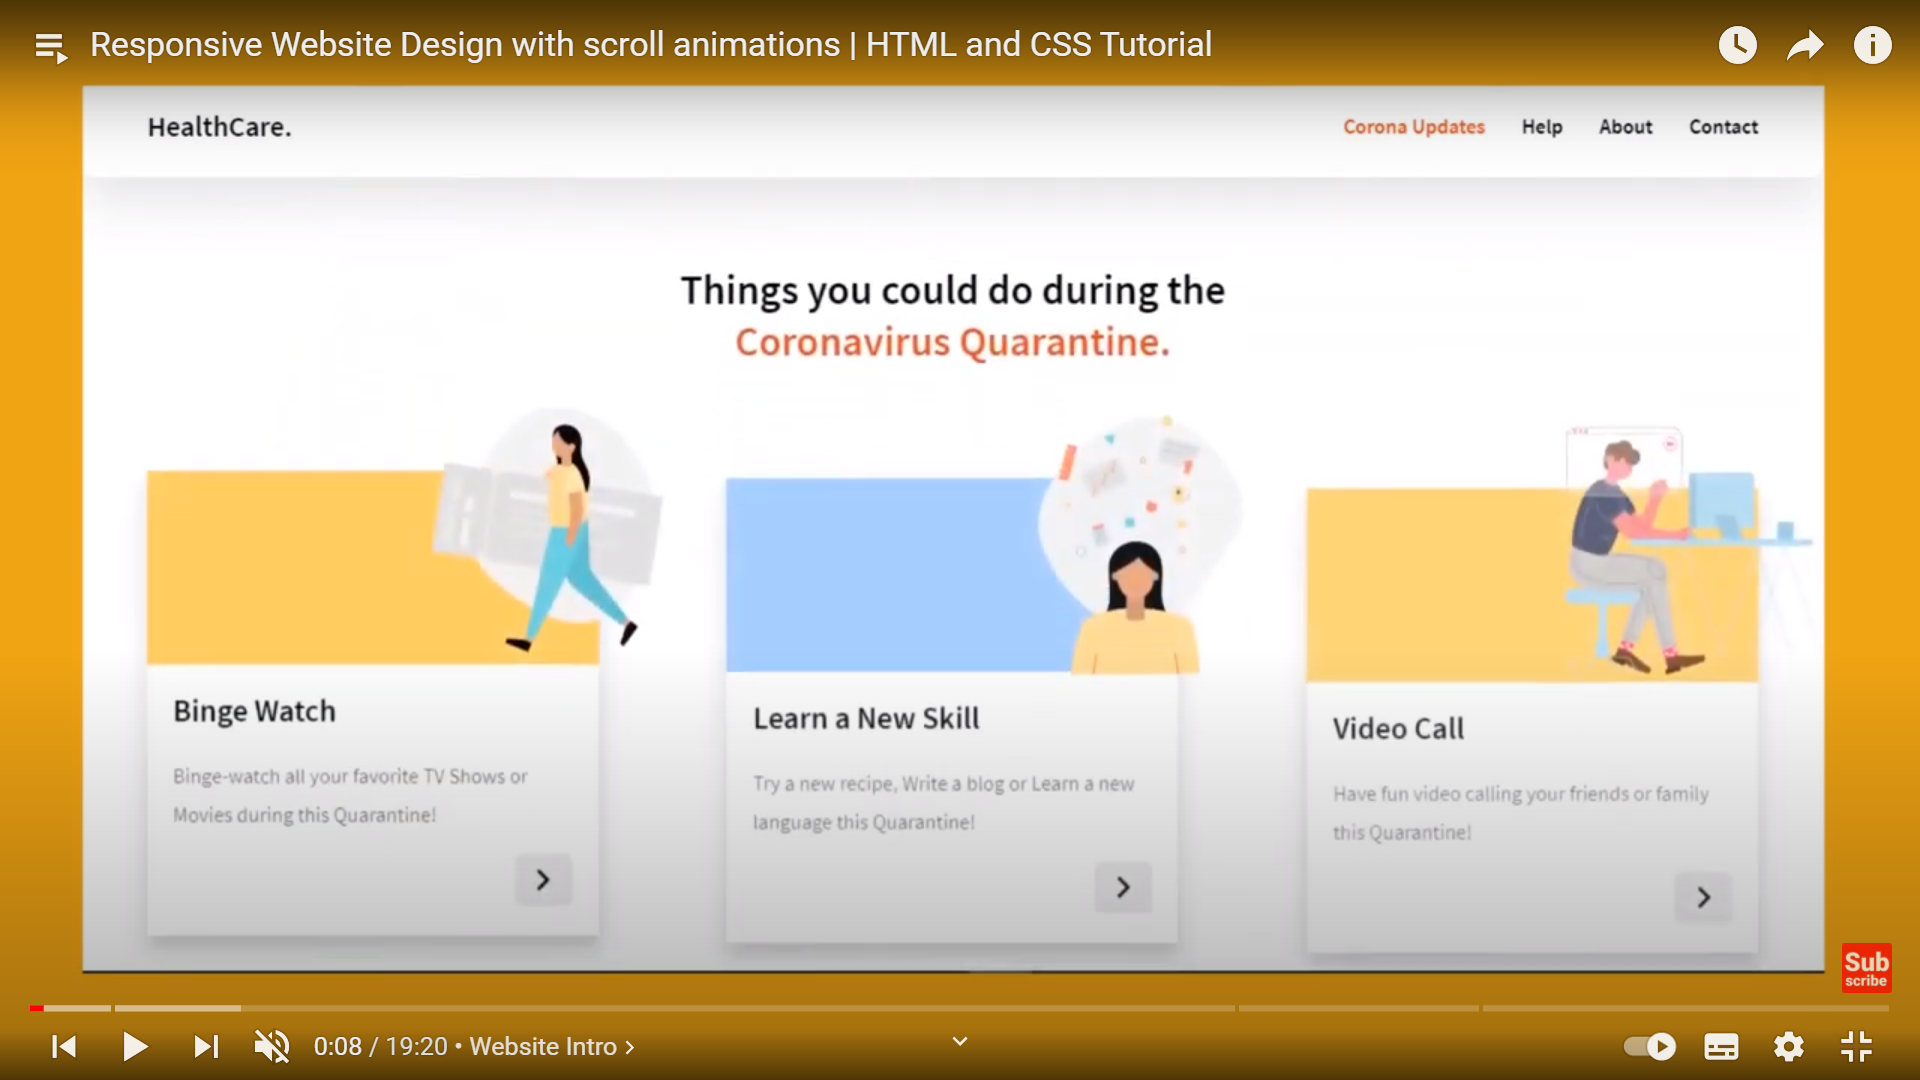 Responsive Website Design with scroll animations | HTML and CSS Tutorial
HealthCare.
Corona Updates
Help
About
Contact
Things you could do during the
Coronavirus Quarantine.
Binge Watch
Binge-watch all your favorite TV Shows or
Movies during this Quarantine!
Learn a New Skill
Try a new recipe, Write a blog or Learn a new
language this Quarantine!
Video Call
Have fun video calling your friends or family
this Quarantine!
Sub
scribe
0:08 / 19:20 • Website Intro